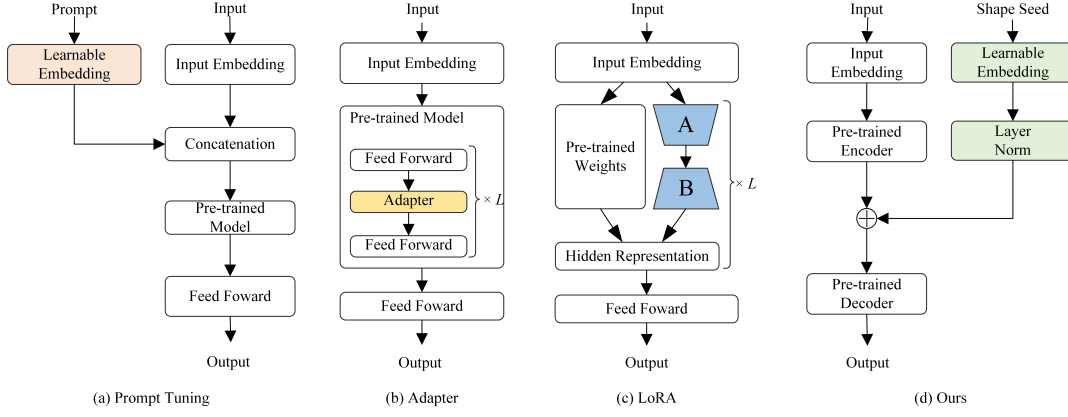 Prompt
Input
Learnable
Embedding
Input Embedding
Concatenation
Pre-trained
Model
Feed Foward
Output
(a) Prompt Tuning
Input
Input Embedding
Pre-trained Model
Feed Forward
Adapter
Feed Forward
× L
Feed Foward
Output
(b) Adapter
Input
Input Embedding
Pre-trained
Weights
A
B
× L
Hidden Representation
Feed Foward
Output
(c) LoRA
Input
Shape Seed
Input
Embedding
Learnable
Embedding
Pre-trained
Encoder
Layer
Norm
Pre-trained
Decoder
Output
(d) Ours